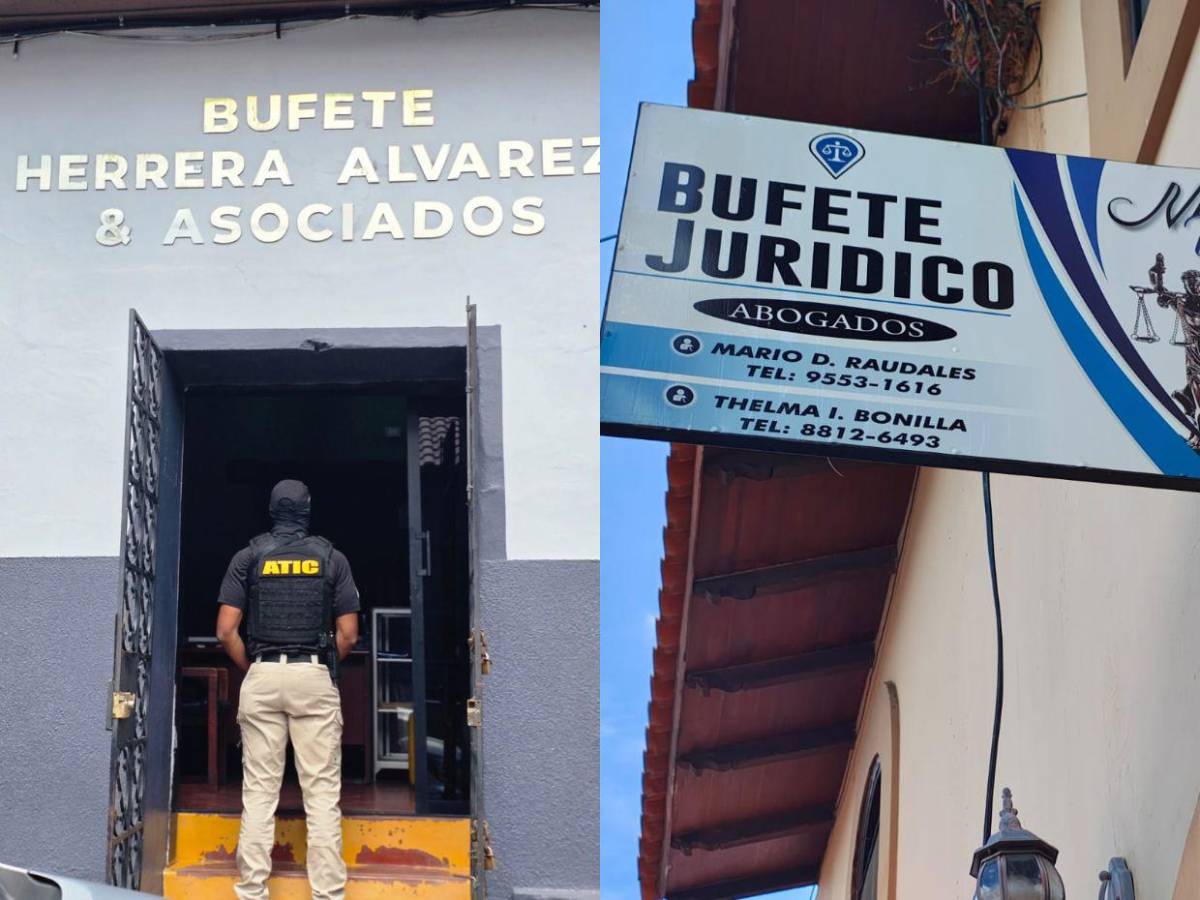 BUFETE
HERRERA ALVAREZ
& ASOCIADOS
ATIC
BUFETE
JURIDICO
ABOGADOS
MARIO D. RAUDALES
TEL: 9553-1616
THELMA I. BONILLA
TEL: 8812-6493